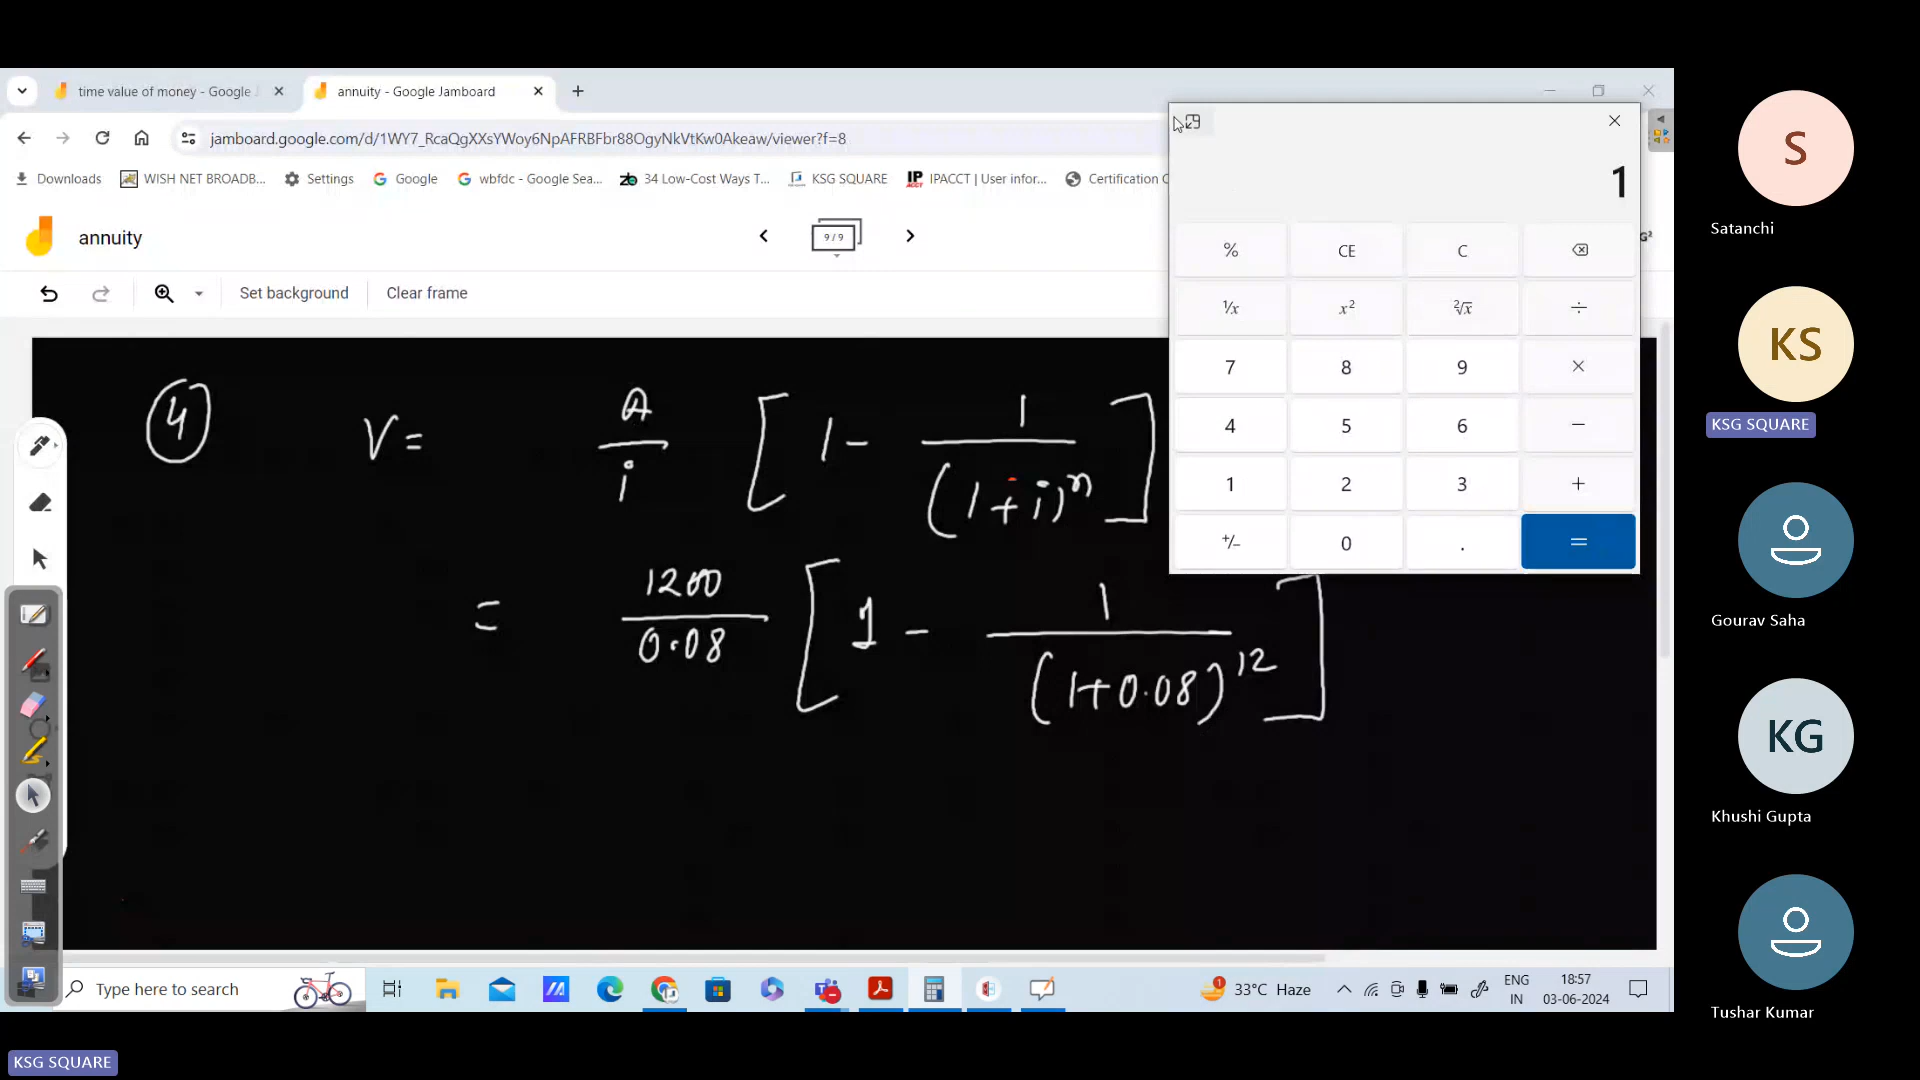 time value of money - Google J
annuity - Google Jamboard
jamboard.google.com/d/1WY7_RcaQgXXsYWoy6NpAFRBFbr88OgyNkVtKw0Akeaw/viewer?f=8
Downloads WISH NET BROADB... Settings Google wbfdc - Google Sea... 34 Low-Cost Ways T... KSG SQUARE IPACCT | User infor... Certification C
annuity
9 / 9
Set background
Clear frame
1
% CE C
1/x x² ²√x ÷
7 8 9 ×
4 5 6 −
1 2 3 +
+/− 0 . =
4 V = A/i [1 - 1/(1+i)^n]
= 1200/0.08 [1 - 1/(1+0.08)^12]
Type here to search
33°C Haze
ENG
IN
18:57
03-06-2024
S
Satanchi
KS
KSG SQUARE
Gourav Saha
KG
Khushi Gupta
Tushar Kumar
KSG SQUARE